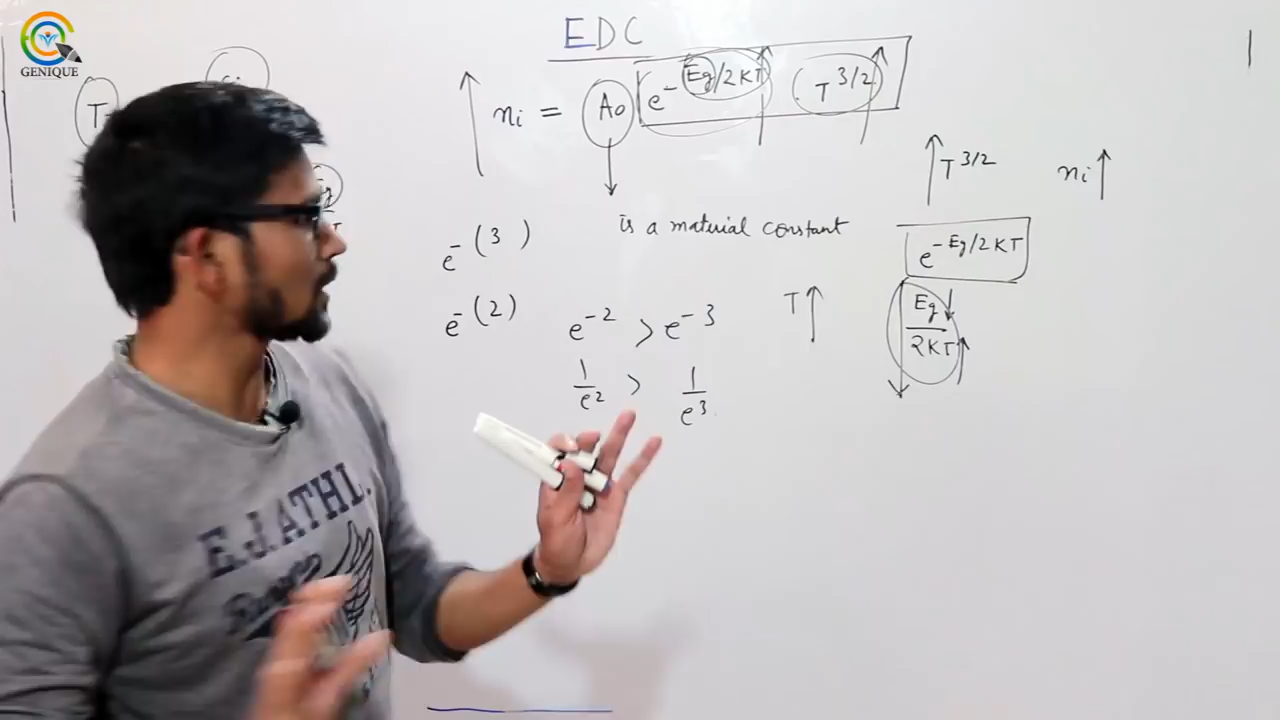 GENIQUE
EDC
T
ni = Ao e^-Eg/2KT T^3/2
T^3/2 ni
is a material constant
e^-(3)
e^-Eg/2KT
e^-(2)
e^-2 > e^-3
T
Eg/2KT
1/e^2 > 1/e^3
E.J.ATHL.